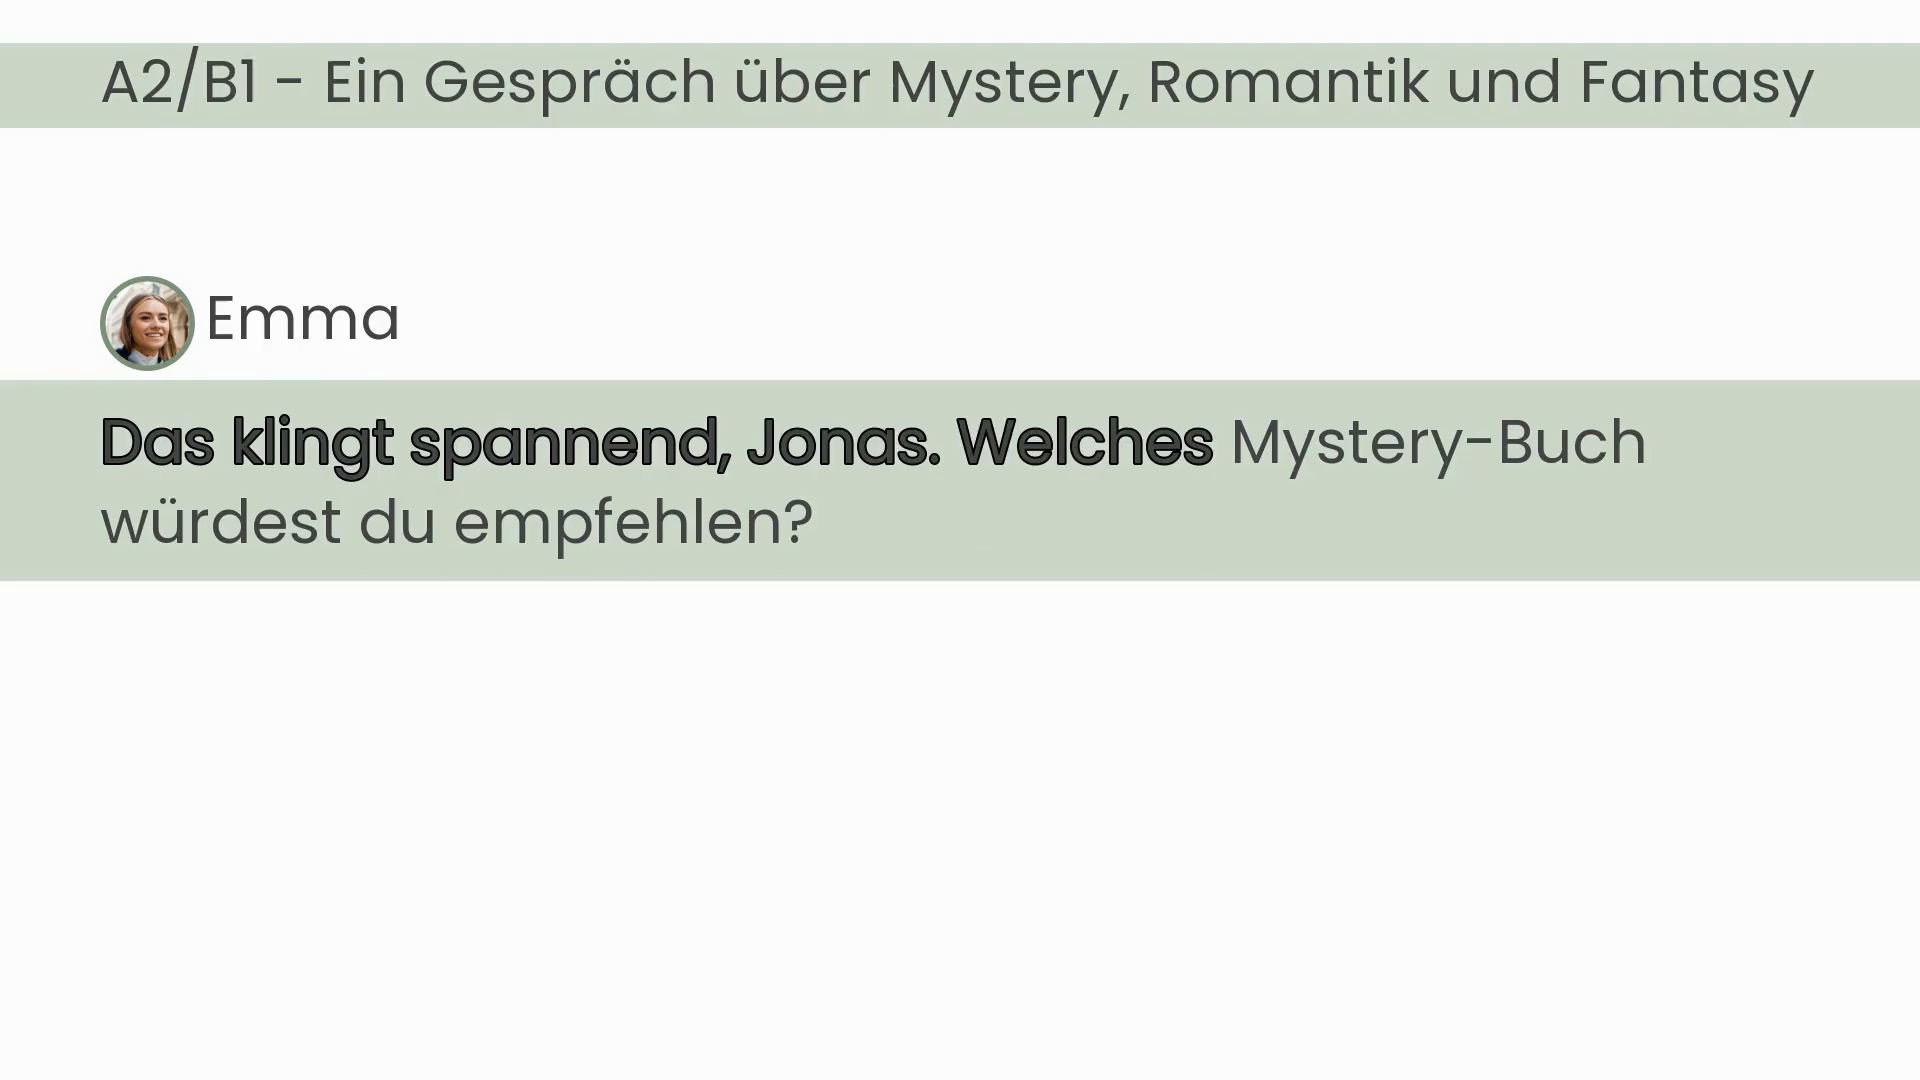 A2/B1 - Ein Gespräch über Mystery, Romantik und Fantasy
Emma
Das klingt spannend, Jonas. Welches Mystery-Buch
würdest du empfehlen?